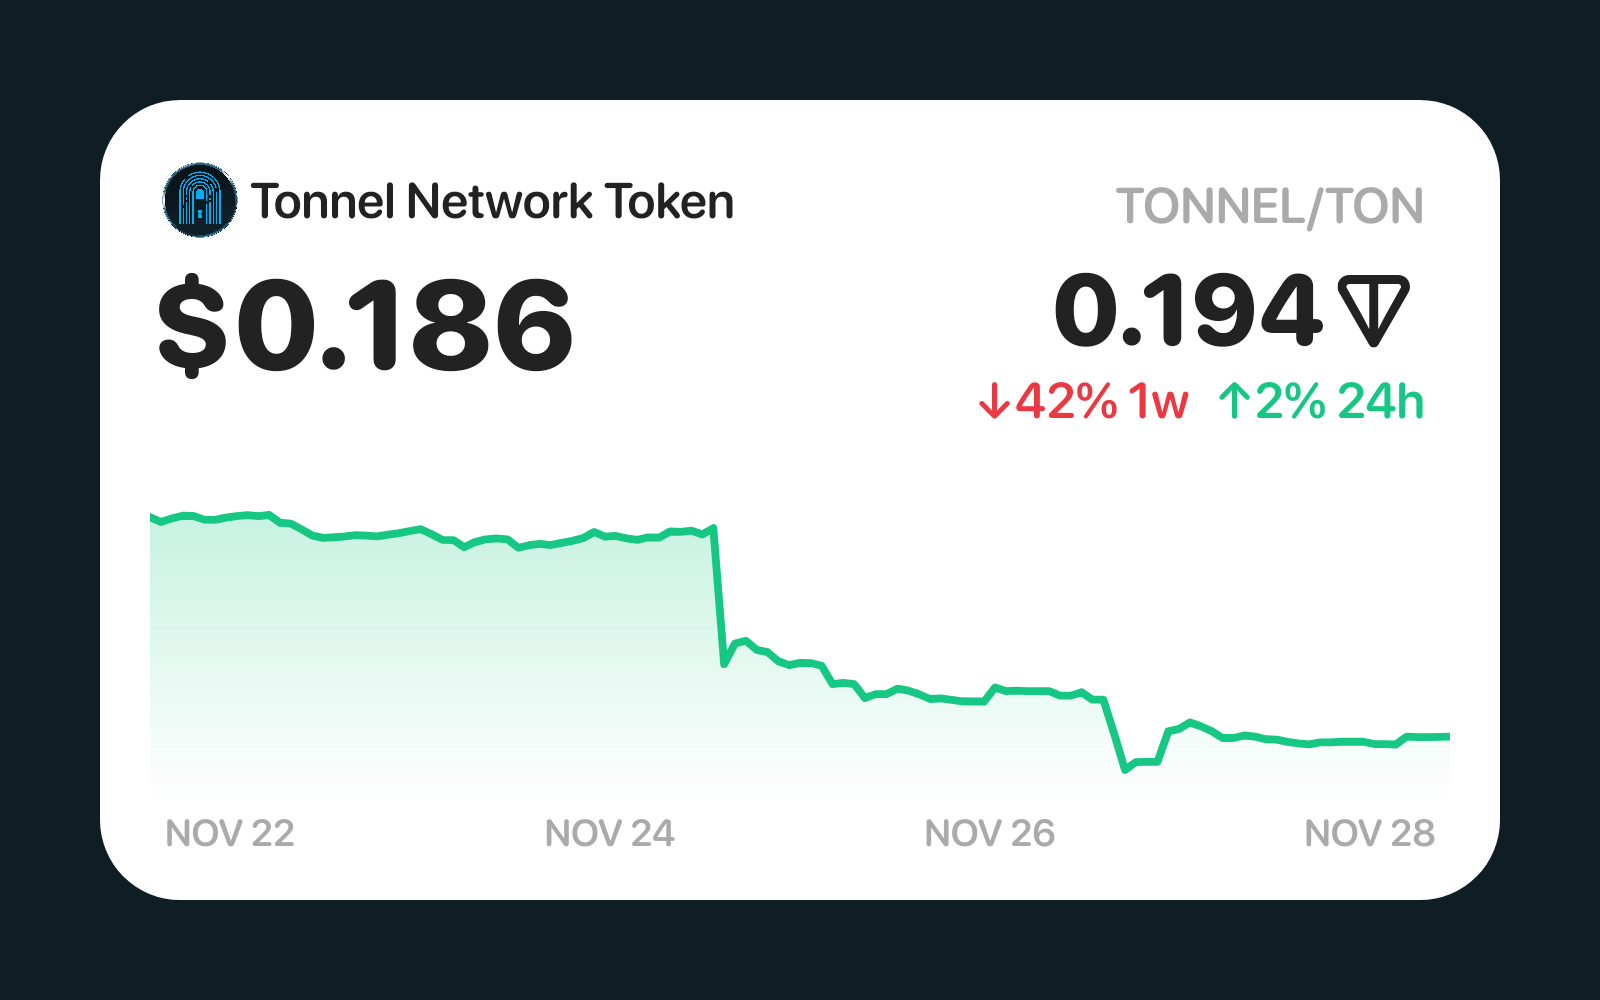 Tonnel Network Token
TONNEL/TON
$0.186
0.194
↓42% 1w ↑2% 24h
NOV 22 NOV 24 NOV 26 NOV 28